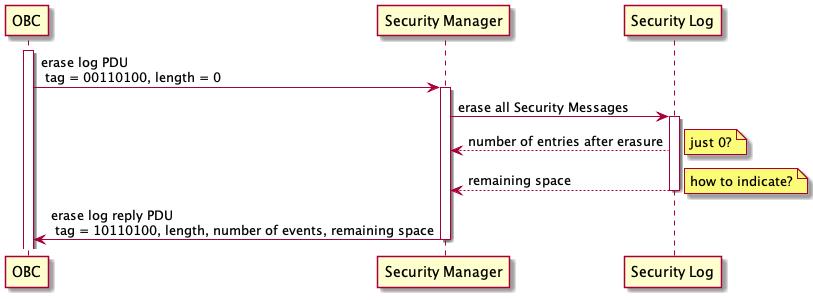 OBC
Security Manager
Security Log
erase log PDU
tag = 00110100, length = 0
erase all Security Messages
number of entries after erasure
just 0?
remaining space
how to indicate?
erase log reply PDU
tag = 10110100, length, number of events, remaining space
OBC
Security Manager
Security Log